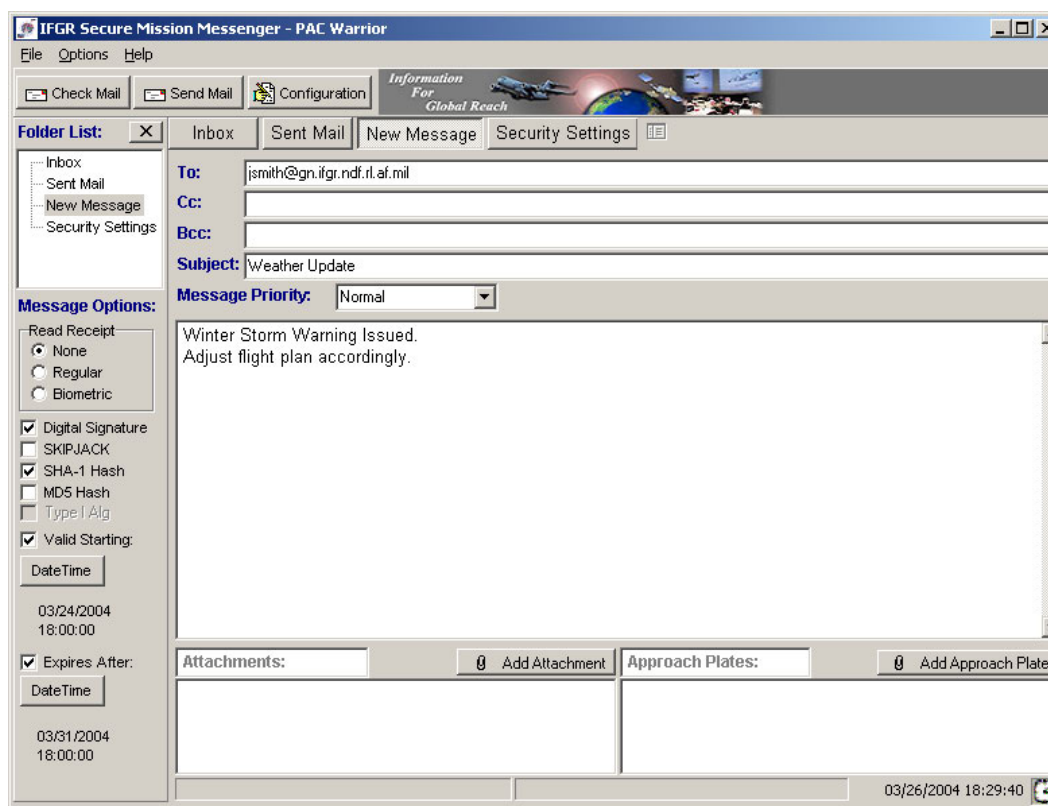 IFGR Secure Mission Messenger - PAC Warrior
File Options Help
Check Mail Send Mail Configuration
Information
For
Global Reach
Folder List:
Inbox Sent Mail New Message Security Settings
Inbox
Sent Mail
New Message
Security Settings
To: jsmith@gn.ifgr.ndf.rl.af.mil
Cc:
Bcc:
Subject: Weather Update
Message Priority: Normal
Message Options:
Read Receipt
None
Regular
Biometric
Digital Signature
SKIPJACK
SHA-1 Hash
MD5 Hash
Type I Alg
Valid Starting:
DateTime
03/24/2004
18:00:00
Expires After:
DateTime
03/31/2004
18:00:00
Winter Storm Warning Issued.
Adjust flight plan accordingly.
Attachments: Add Attachment Approach Plates: Add Approach Plate
03/26/2004 18:29:40